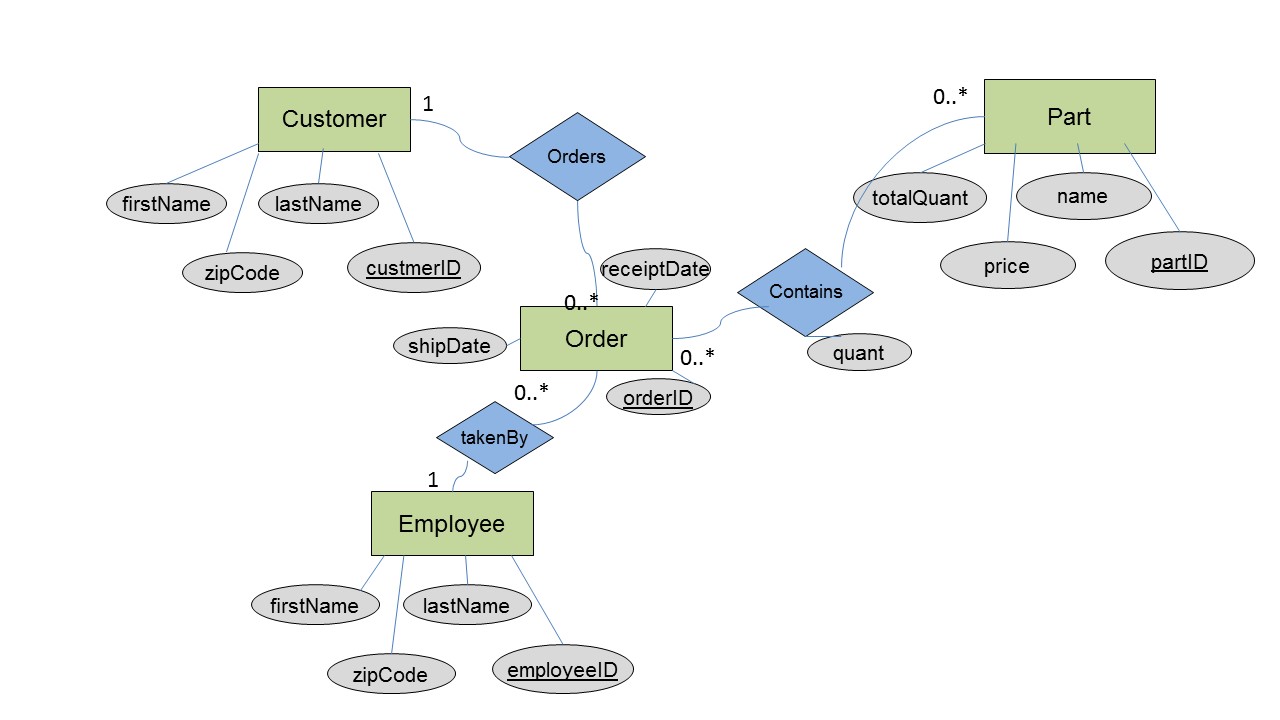 Customer
1
Orders
0..*
Part
firstName
lastName
zipCode
custmerID
totalQuant
name
price
partID
receiptDate
Contains
0..*
Order
shipDate
0..*
quant
0..*
orderID
takenBy
1
Employee
firstName
lastName
zipCode
employeeID